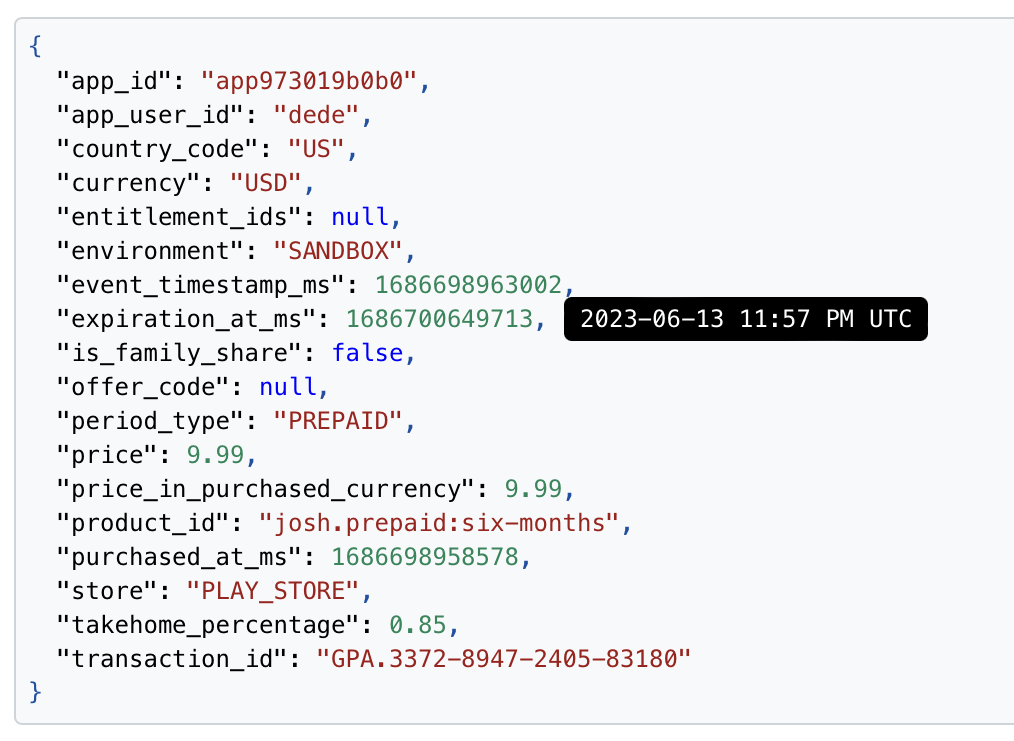 {
"app_id": "app973019b0b0",
"app_user_id": "dede",
"country_code": "US",
"currency": "USD",
"entitlement_ids": null,
"environment": "SANDBOX",
"event_timestamp_ms": 1686698963002,
"expiration_at_ms": 1686700649713, 2023-06-13 11:57 PM UTC
"is_family_share": false,
"offer_code": null,
"period_type": "PREPAID",
"price": 9.99,
"price_in_purchased_currency": 9.99,
"product_id": "josh.prepaid:six-months",
"purchased_at_ms": 1686698958578,
"store": "PLAY_STORE",
"takehome_percentage": 0.85,
"transaction_id": "GPA.3372-8947-2405-83180"
}